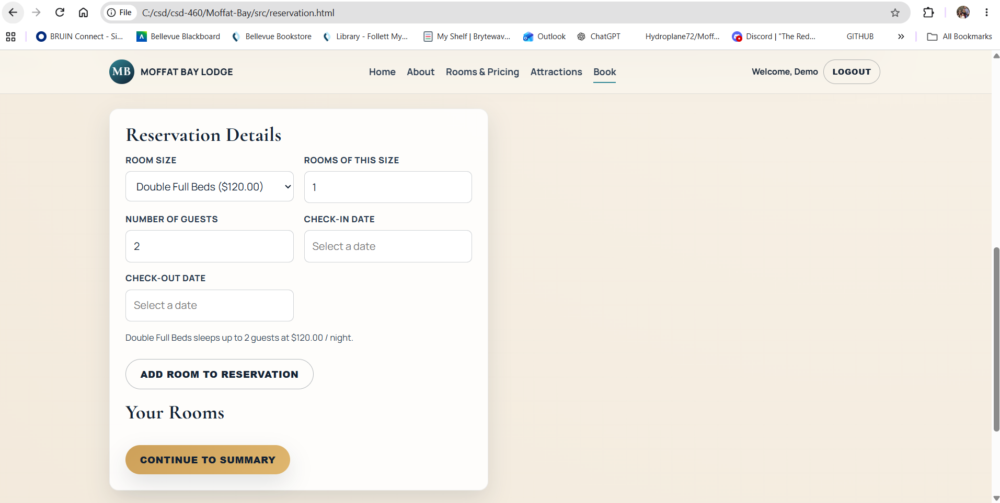 File C:/csd/csd-460/Moffat-Bay/src/reservation.html
BRUIN Connect - Si... Bellevue Blackboard Bellevue Bookstore Library - Follett My... My Shelf | Brytewav... Outlook ChatGPT Hydroplane72/Moff... Discord | "The Red... GITHUB » All Bookmarks
MB MOFFAT BAY LODGE Home About Rooms & Pricing Attractions Book Welcome, Demo LOGOUT
Reservation Details
ROOM SIZE ROOMS OF THIS SIZE
Double Full Beds ($120.00) 1
NUMBER OF GUESTS CHECK-IN DATE
2 Select a date
CHECK-OUT DATE
Select a date
Double Full Beds sleeps up to 2 guests at $120.00 / night.
ADD ROOM TO RESERVATION
Your Rooms
CONTINUE TO SUMMARY